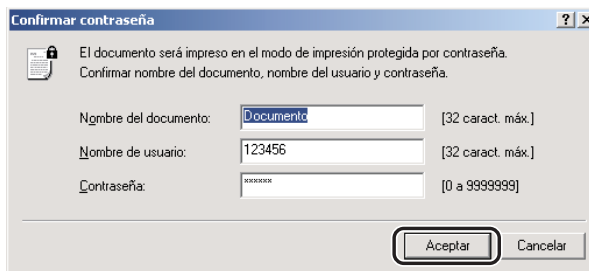 Confirmar contraseña
El documento será impreso en el modo de impresión protegida por contraseña.
Confirmar nombre del documento, nombre del usuario y contraseña.
Nombre del documento: Documento [32 caract. máx.]
Nombre de usuario: 123456 [32 caract. máx.]
Contraseña: ****** [0 a 9999999]
Aceptar Cancelar